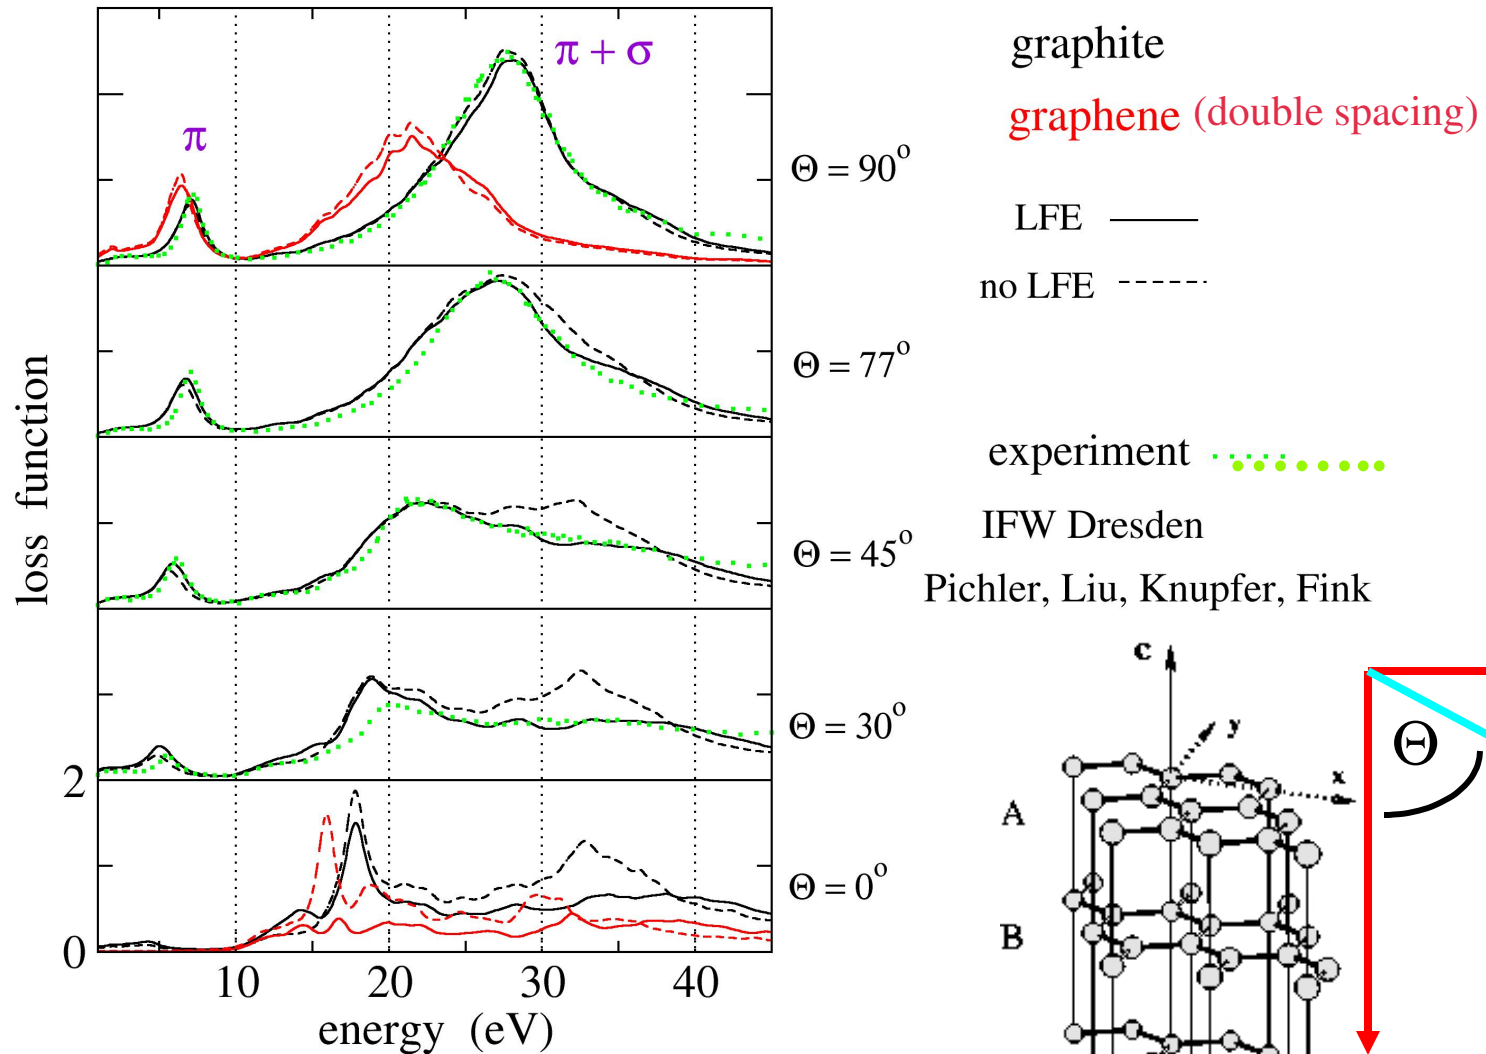 π
π + σ
Θ = 90°
Θ = 77°
Θ = 45°
Θ = 30°
Θ = 0°
loss function
2
0
10 20 30 40
energy (eV)
graphite
graphene (double spacing)
LFE
no LFE
experiment
IFW Dresden
Pichler, Liu, Knupfer, Fink
c
y
x
A
B
Θ